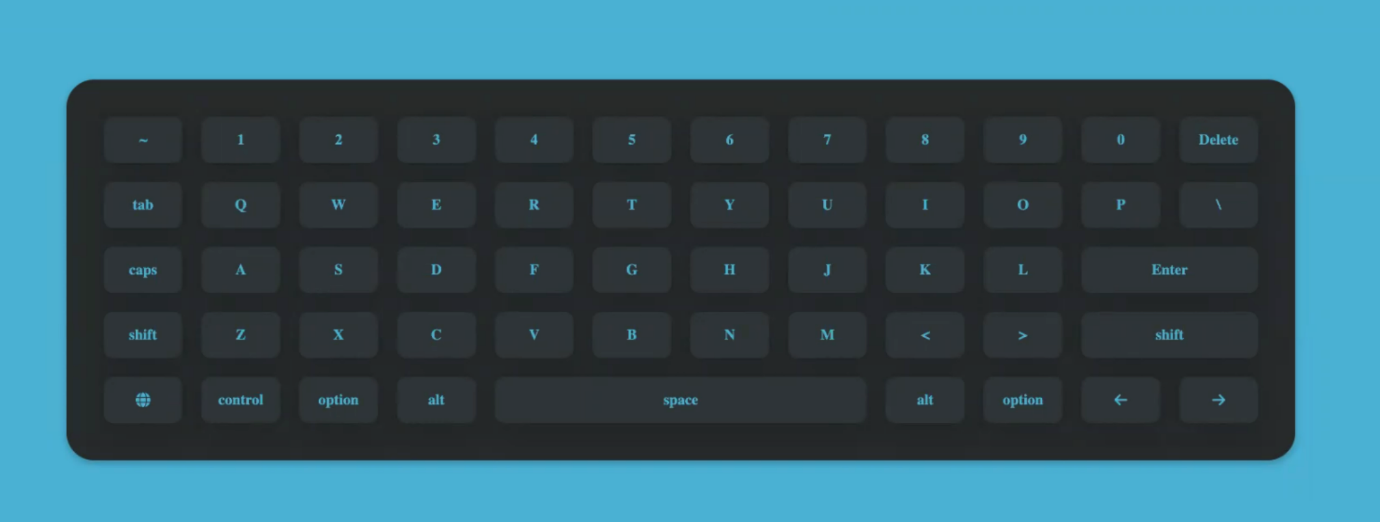 ~ 1 2 3 4 5 6 7 8 9 0 Delete
tab Q W E R T Y U I O P \
caps A S D F G H J K L Enter
shift Z X C V B N M < > shift
control option alt space alt option ← →